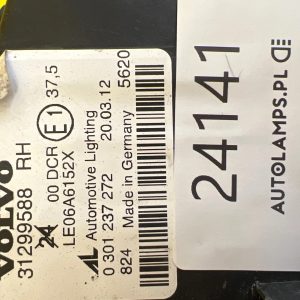 VOLVO
31299588 RH
24 00 DCR E1 37,5
LE06A6152X
AL Automotive Lighting
0 301 237 272 20.03.12
824 Made in Germany 5620
24141
AUTOLAMPS.PL